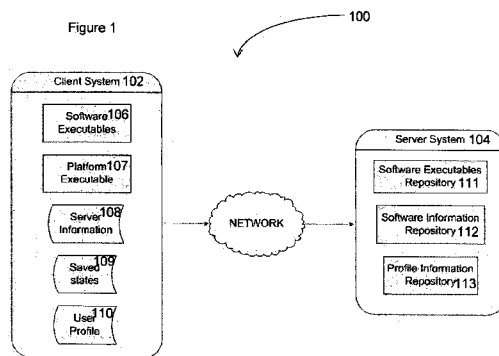 Figure 1
100
Client System 102
106
Software
Executables
107
Platform
Executable
108
Server
Information
109
Saved
states
110
User
Profile
NETWORK
Server System 104
Software Executables
Repository 111
Software Information
Repository 112
Profile Information
Repository 113